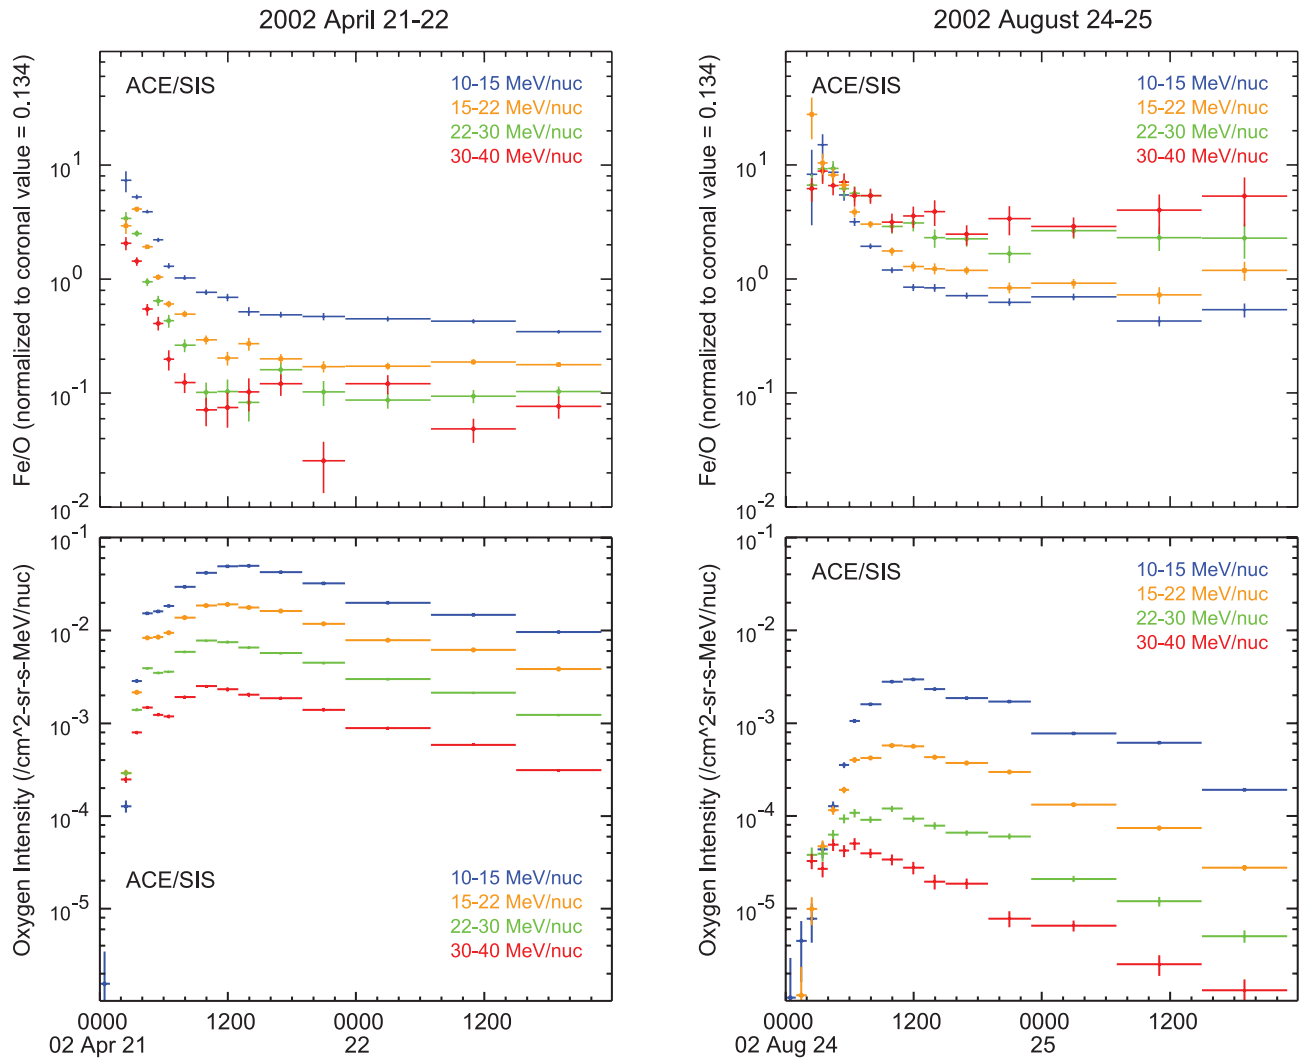 2002 April 21-22
Fe/O (normalized to coronal value = 0.134)
ACE/SIS
10-15 MeV/nuc
15-22 MeV/nuc
22-30 MeV/nuc
30-40 MeV/nuc
10^1
10^0
10^-1
10^-2
2002 August 24-25
Fe/O (normalized to coronal value = 0.134)
ACE/SIS
10-15 MeV/nuc
15-22 MeV/nuc
22-30 MeV/nuc
30-40 MeV/nuc
10^1
10^0
10^-1
10^-2
Oxygen Intensity (/cm^2-sr-s-MeV/nuc)
10^-1
10^-2
10^-3
10^-4
10^-5
ACE/SIS
10-15 MeV/nuc
15-22 MeV/nuc
22-30 MeV/nuc
30-40 MeV/nuc
0000 1200 0000 1200
02 Apr 21 22
Oxygen Intensity (/cm^2-sr-s-MeV/nuc)
10^-1
10^-2
10^-3
10^-4
10^-5
ACE/SIS
10-15 MeV/nuc
15-22 MeV/nuc
22-30 MeV/nuc
30-40 MeV/nuc
0000 1200 0000 1200
02 Aug 24 25